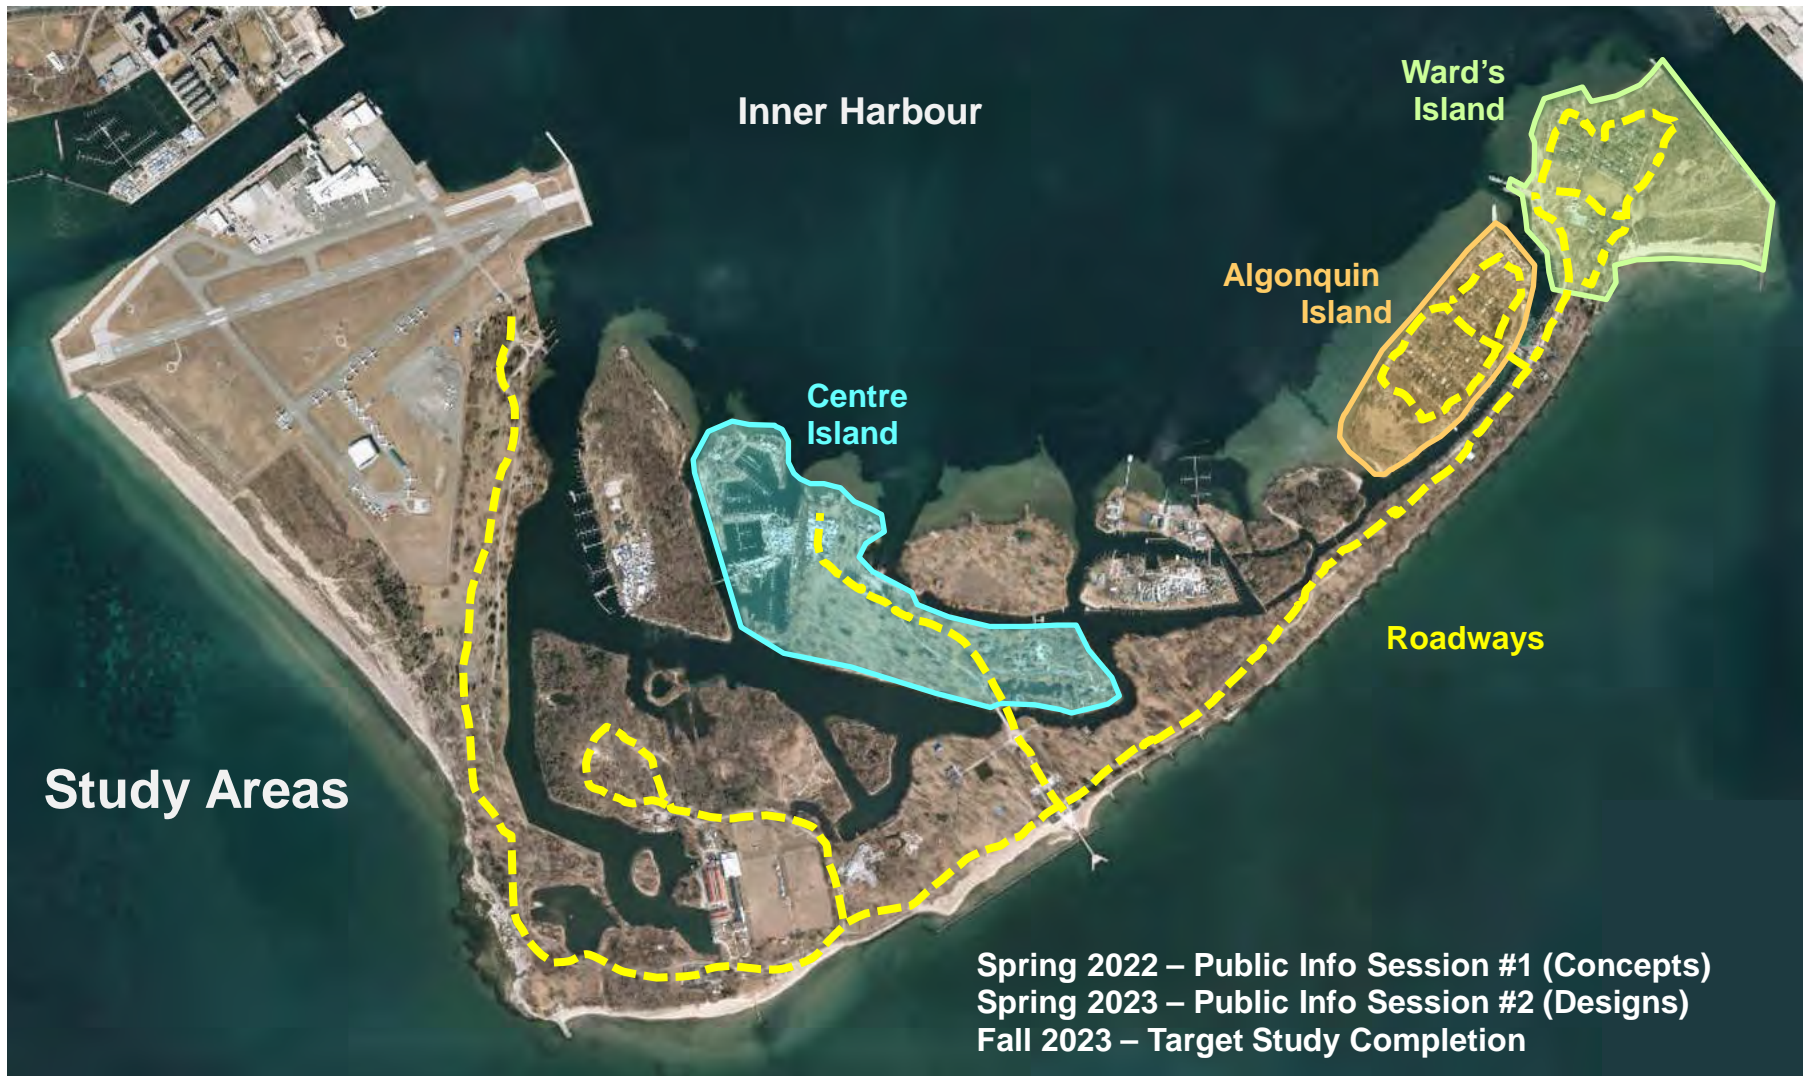 Inner Harbour
Ward's
Island
Algonquin
Island
Centre
Island
Roadways
Study Areas
Spring 2022 – Public Info Session #1 (Concepts)
Spring 2023 – Public Info Session #2 (Designs)
Fall 2023 – Target Study Completion